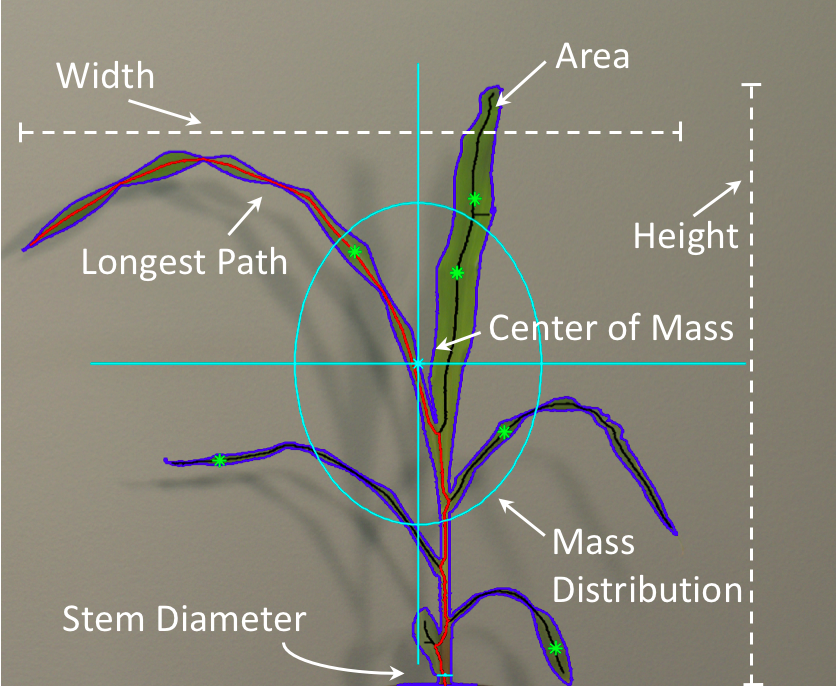 Area
Width
Height
Longest Path
Center of Mass
Mass
Distribution
Stem Diameter